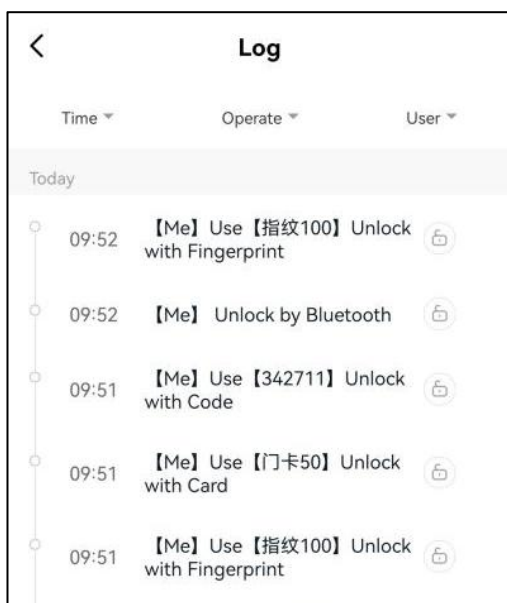 Log
Time Operate User
Today
09:52 【Me】Use【指纹100】Unlock
with Fingerprint
09:52 【Me】 Unlock by Bluetooth
09:51 【Me】Use【342711】Unlock
with Code
09:51 【Me】Use【门卡50】Unlock
with Card
09:51 【Me】Use【指纹100】Unlock
with Fingerprint